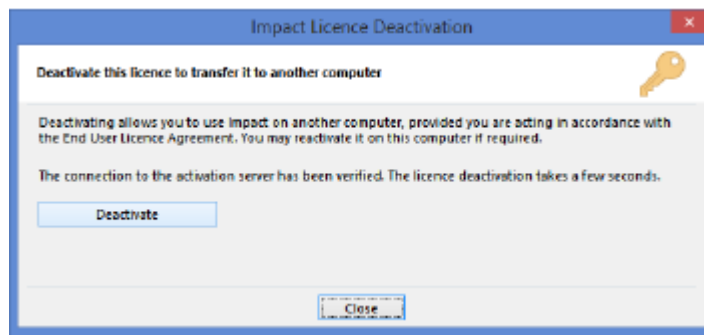 Impact Licence Deactivation
Deactivate this licence to transfer it to another computer
Deactivating allows you to use Impact on another computer, provided you are acting in accordance with
the End User Licence Agreement. You may reactivate it on this computer if required.
The connection to the activation server has been verified. The licence deactivation takes a few seconds.
Deactivate
Close